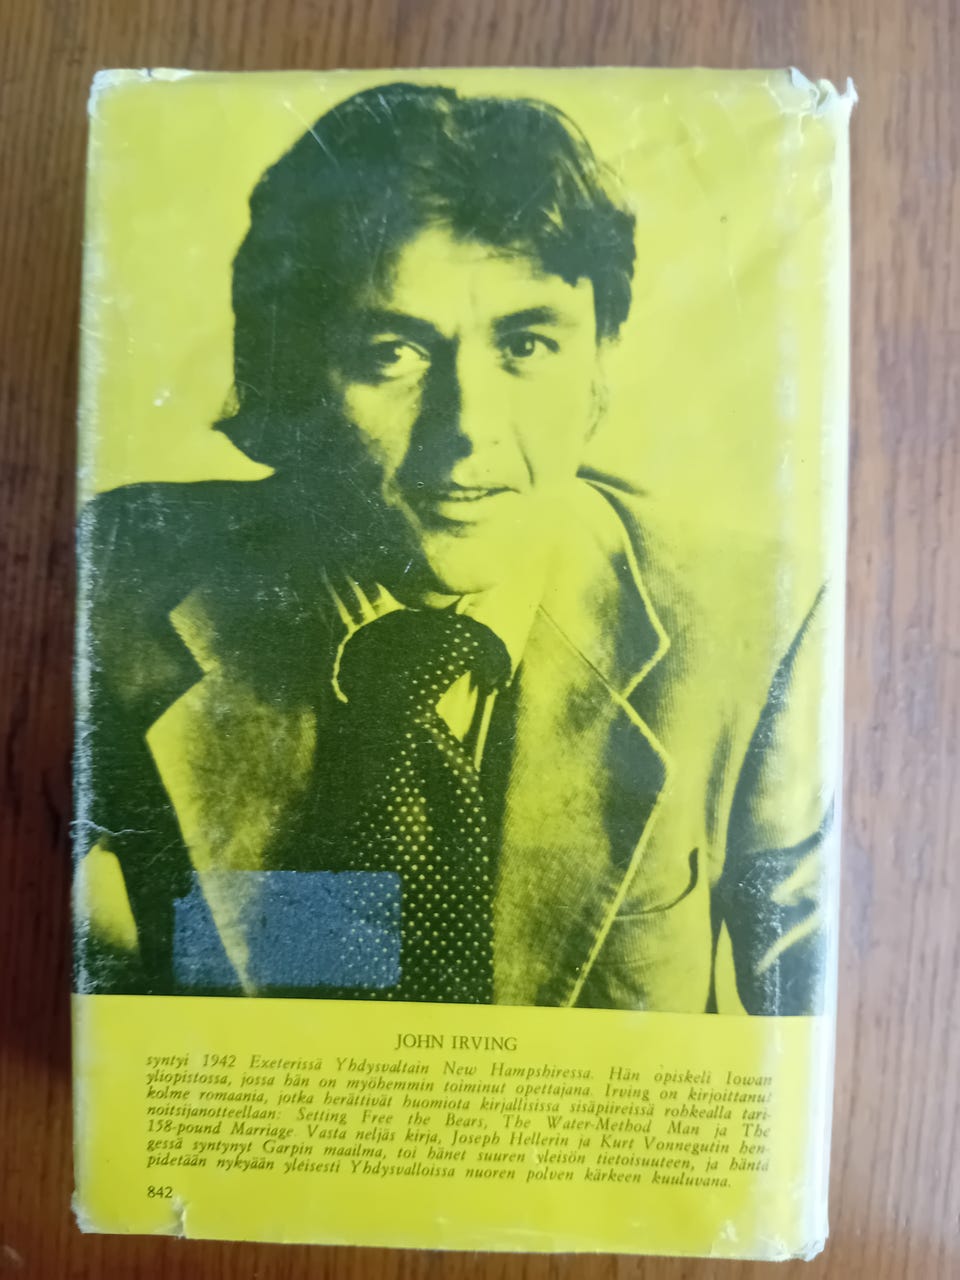 JOHN IRVING
syntyi 1942 Exeterissä Yhdysvaltain New Hampshiressa. Hän opiskeli Iowan
yliopistossa, jossa hän on myöhemmin toiminut opettajana. Irving on kirjoittanut
kolme romaania, jotka herättivät huomiota kirjallisissa sisäpiireissä rohkealla tari-
noitsijanotteellaan: Setting Free the Bears, The Water-Method Man ja The
158-pound Marriage. Vasta neljäs kirja, Joseph Hellerin ja Kurt Vonnegutin hen-
gessä syntynyt Garpin maailma, toi hänet suuren yleisön tietoisuuteen, ja häntä
pidetään nykyään yleisesti Yhdysvalloissa nuoren polven kärkeen kuuluvana.
842